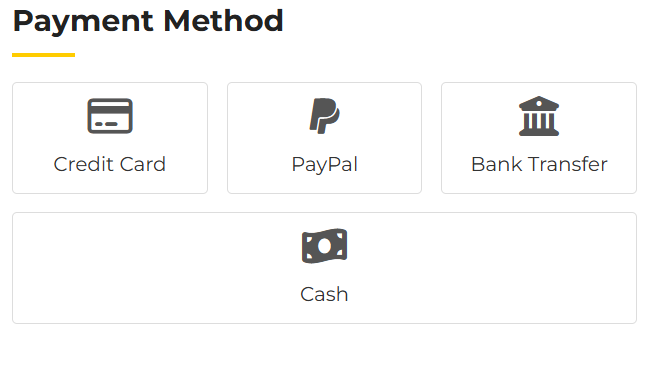 Payment Method
Credit Card
PayPal
Bank Transfer
Cash